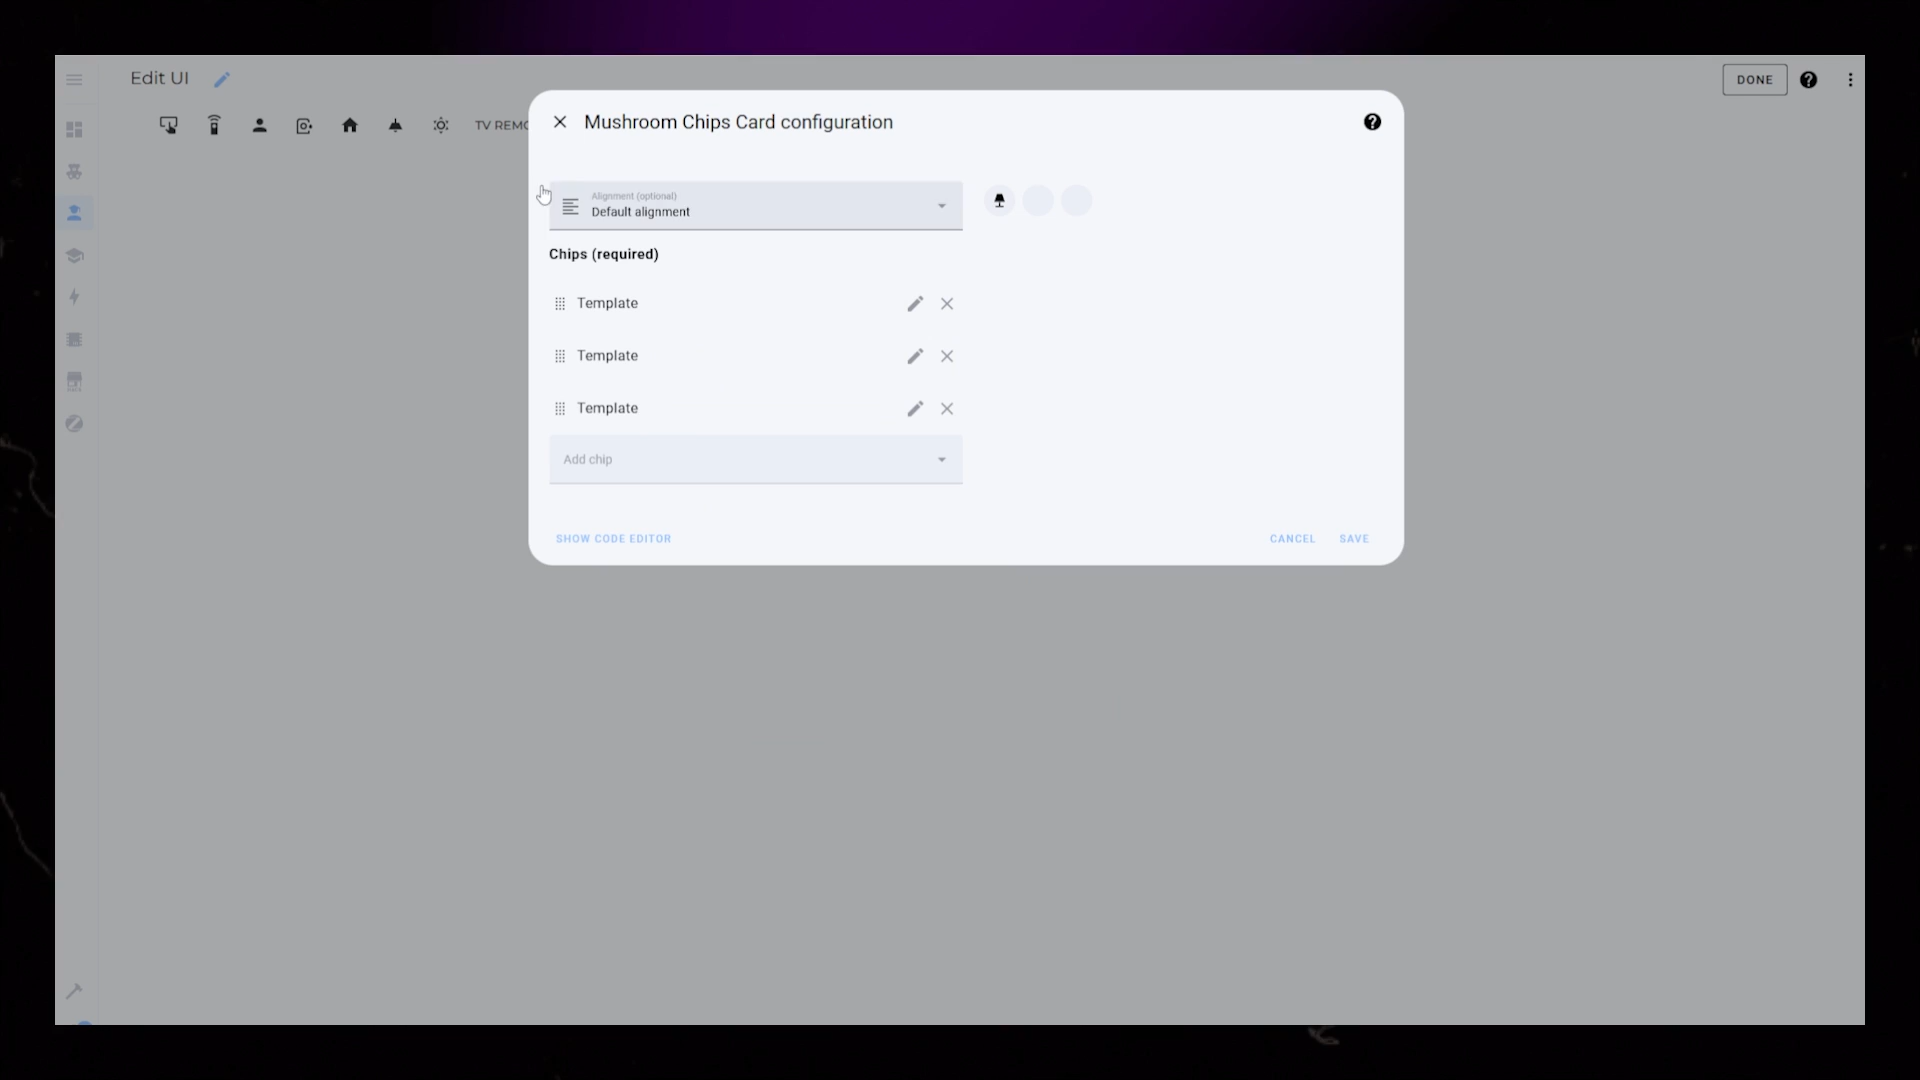 Edit UI
DONE
TV REMO
Mushroom Chips Card configuration
Alignment (optional)
Default alignment
Chips (required)
Template
Template
Template
Add chip
SHOW CODE EDITOR
CANCEL
SAVE